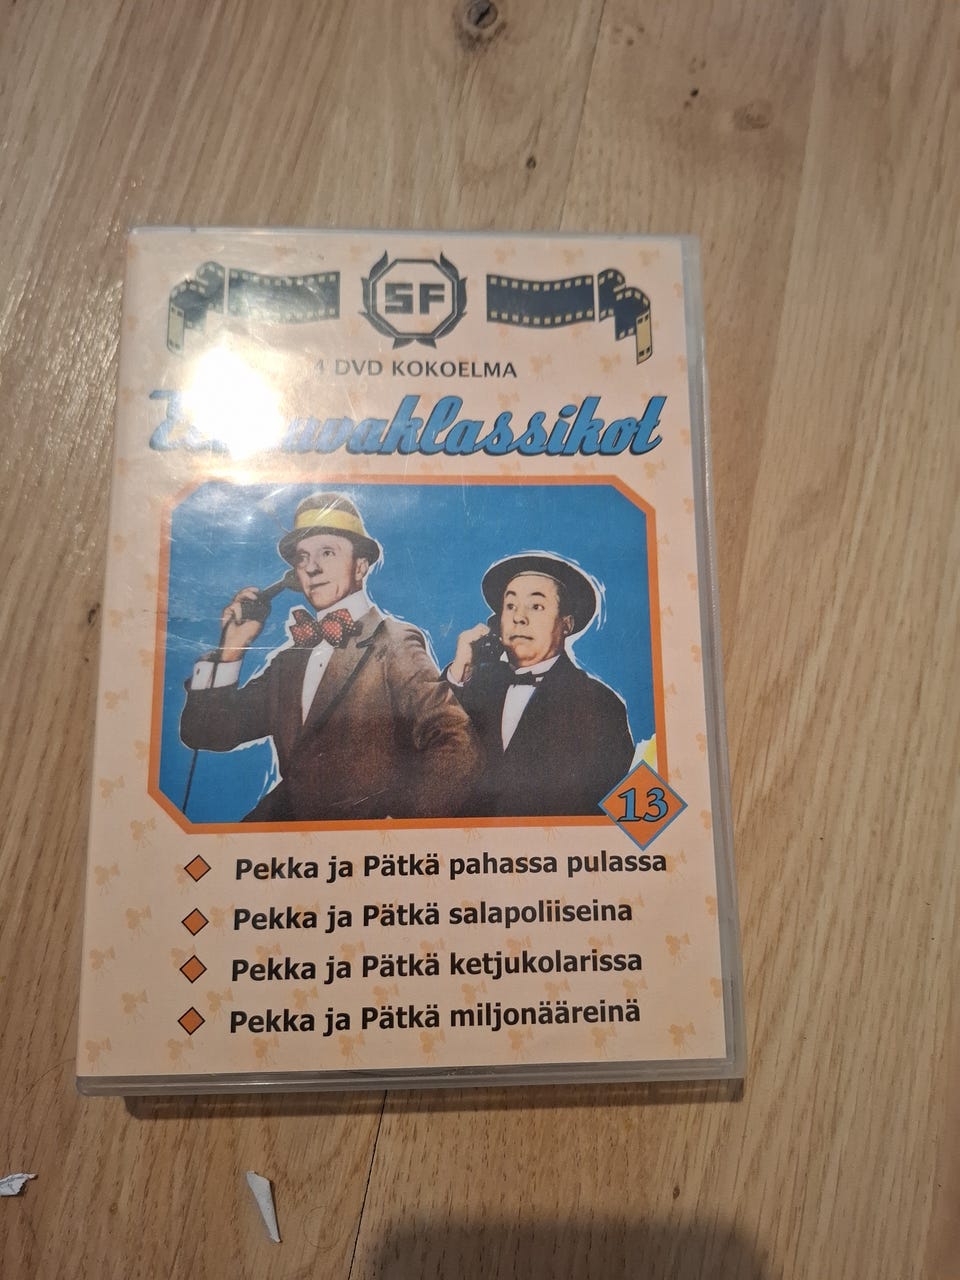 SF
4 DVD KOKOELMA
13
Pekka ja Pätkä pahassa pulassa
Pekka ja Pätkä salapoliiseina
Pekka ja Pätkä ketjukolarissa
Pekka ja Pätkä miljonääreinä